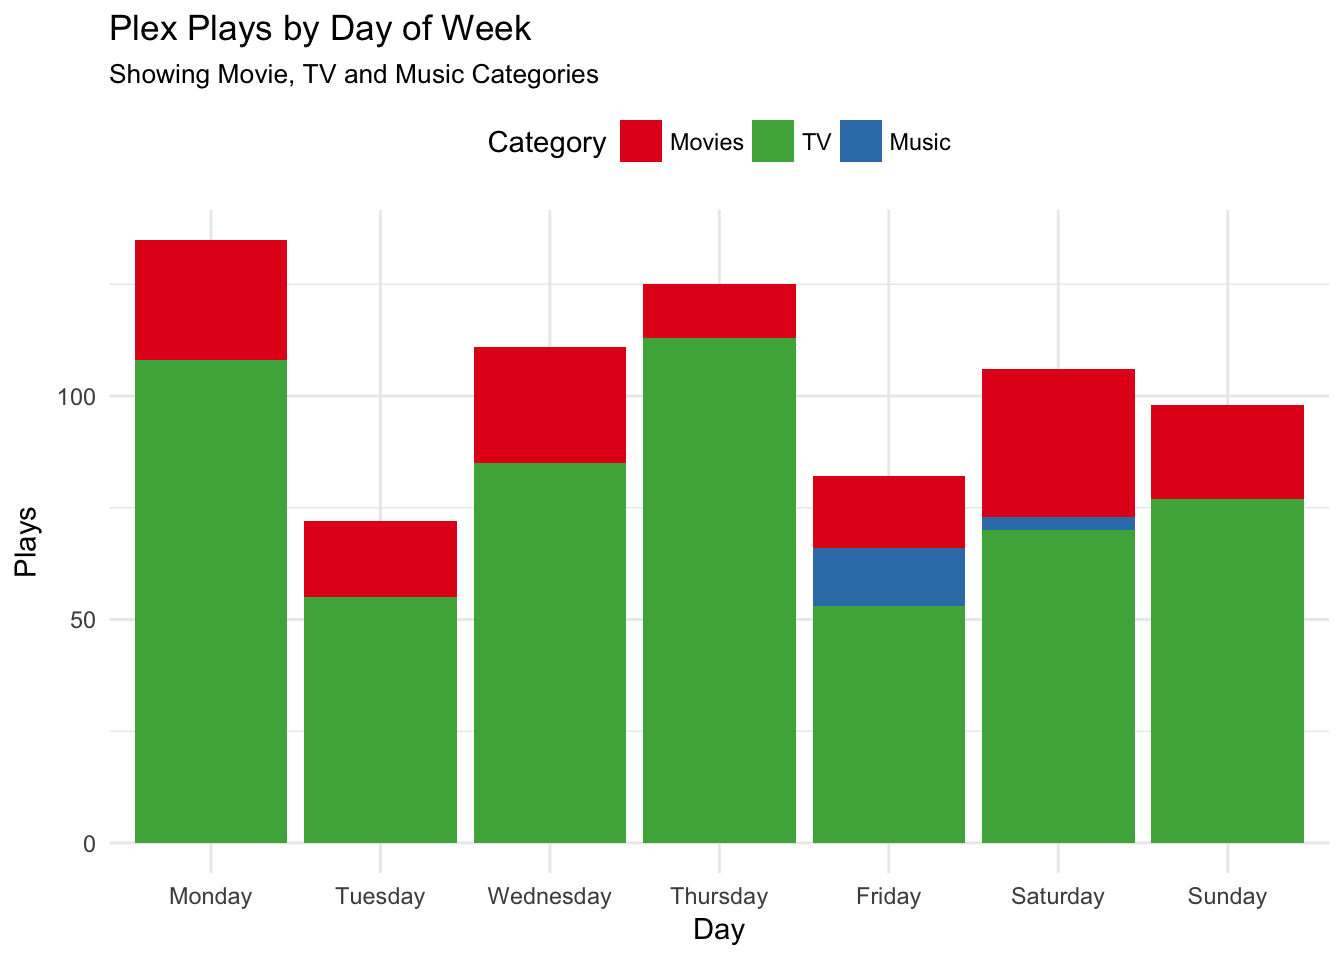 Plex Plays by Day of Week
Showing Movie, TV and Music Categories
Category Movies TV Music
Plays
100
50
0
Monday Tuesday Wednesday Thursday Friday Saturday Sunday
Day